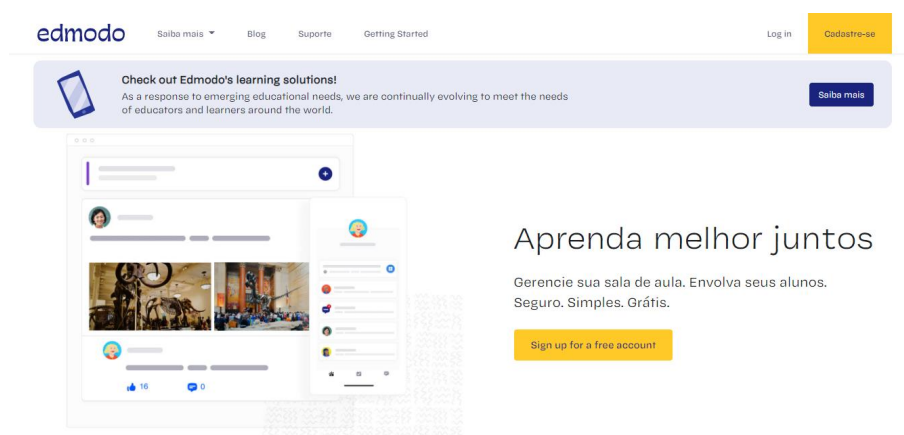 edmodo
Saiba mais
Blog
Suporte
Getting Started
Log in
Cadastre-se
Check out Edmodo's learning solutions!
As a response to emerging educational needs, we are continually evolving to meet the needs
of educators and learners around the world.
Saiba mais
16
0
Aprenda melhor juntos
Gerencie sua sala de aula. Envolva seus alunos.
Seguro. Simples. Grátis.
Sign up for a free account